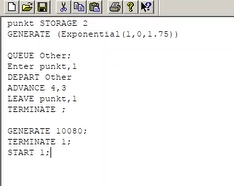 punkt STORAGE 2
GENERATE (Exponential(1,0,1.75))
QUEUE Other;
Enter punkt,1
DEPART Other
ADVANCE 4,3
LEAVE punkt,1
TERMINATE ;
GENERATE 10080;
TERMINATE 1;
START 1;